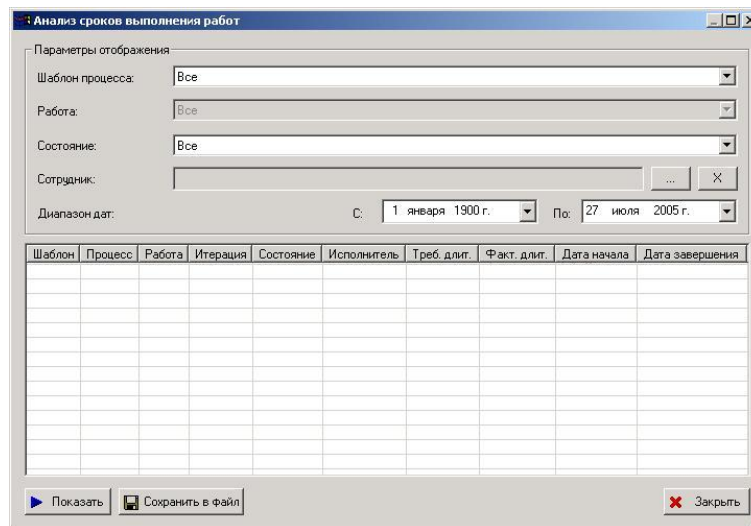 Анализ сроков выполнения работ
Параметры отображения
Шаблон процесса: Все
Работа: Все
Состояние: Все
Сотрудник: ... X
Диапазон дат: С: 1 января 1900 г. По: 27 июля 2005 г.
Шаблон Процесс Работа Итерация Состояние Исполнитель Треб. длит. Факт. длит. Дата начала Дата завершения
Показать Сохранить в файл Закрыть